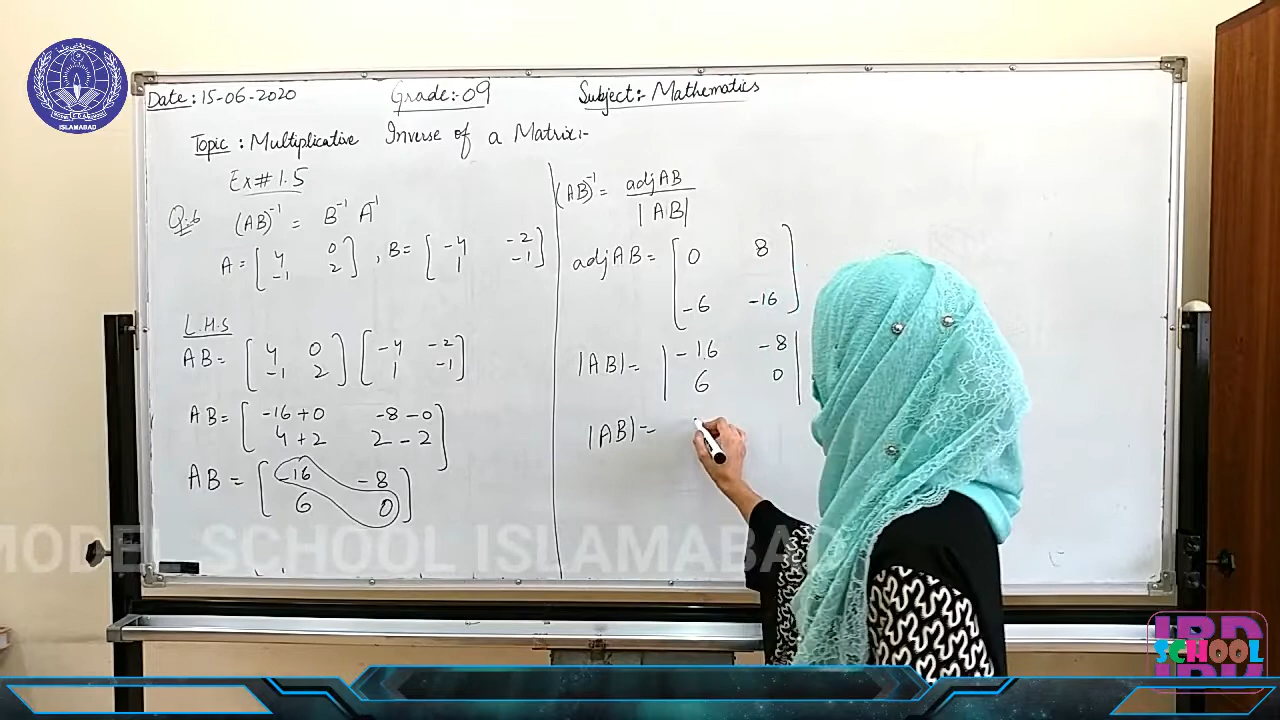 Date: 15-06-2020 Grade:-09 Subject:- Mathematics
Topic : Multiplicative Inverse of a Matrix:-
Ex# 1.5
Q:6 (AB)⁻¹ = B⁻¹ A⁻¹
A = [4 0
-1 2] , B = [-4 -2
1 -1]
L.H.S
AB = [4 0
-1 2] [-4 -2
1 -1]
AB = [-16+0 -8-0
4+2 2-2]
AB = [-16 -8
6 0]
(AB)⁻¹ = adjAB
|AB|
adjAB = [0 8
-6 -16]
|AB| = |-16 -8
6 0|
|AB| =
ISLAMABAD
MODEL SCHOOL ISLAMABAD
SCHOOL